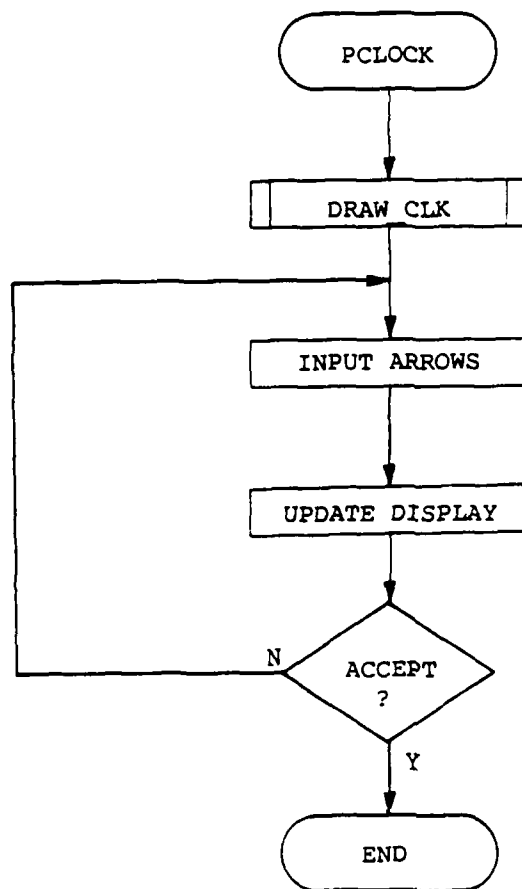 PCLOCK
DRAW CLK
INPUT ARROWS
UPDATE DISPLAY
N
ACCEPT
?
Y
END